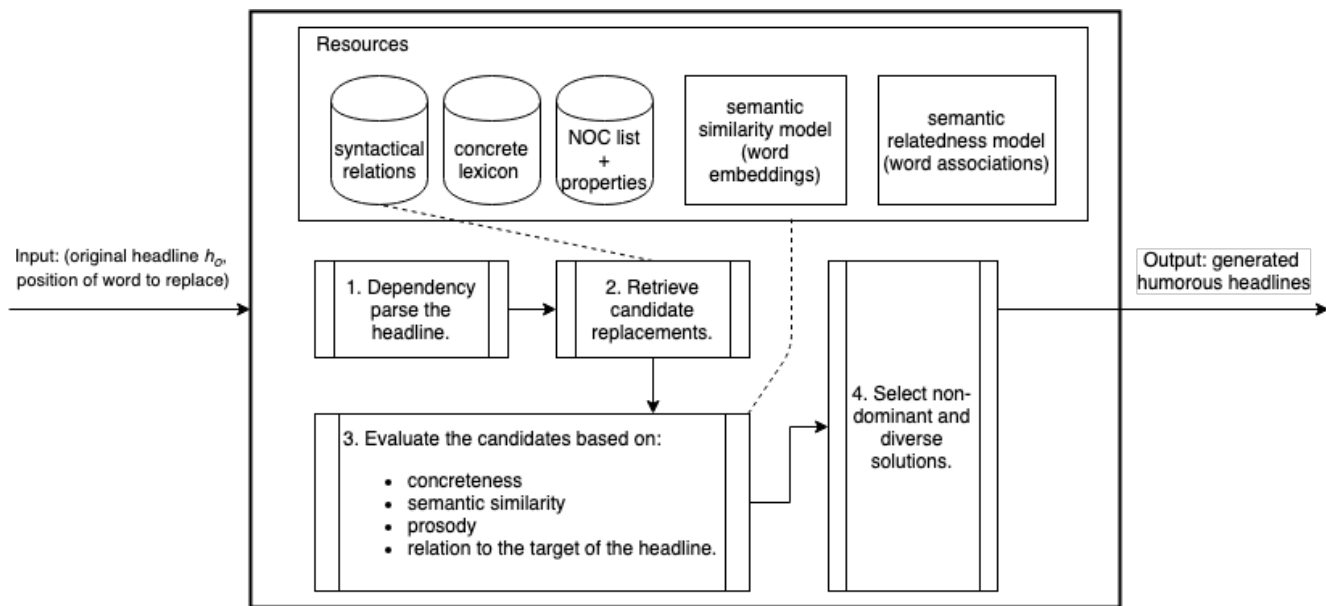 Resources
syntactical
relations
concrete
lexicon
NOC list
+
properties
semantic
similarity model
(word
embeddings)
semantic
relatedness model
(word associations)
Input: (original headline hₒ,
position of word to replace)
1. Dependency
parse the
headline.
2. Retrieve
candidate
replacements.
Output: generated
humorous headlines
3. Evaluate the candidates based on:
• concreteness
• semantic similarity
• prosody
• relation to the target of the headline.
4. Select non-
dominant and
diverse
solutions.